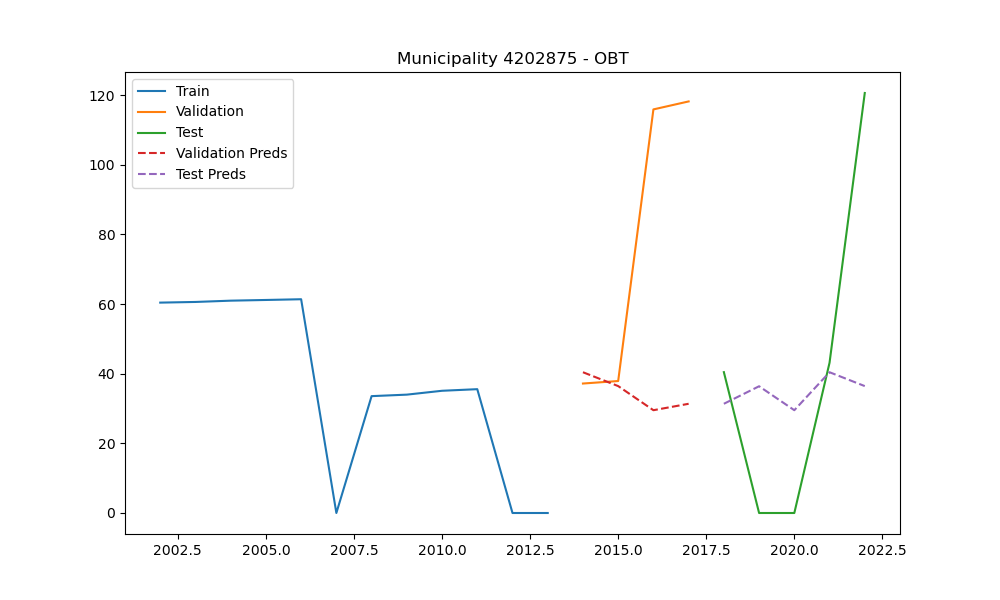 Municipality 4202875 - OBT
Train
Validation
Test
Validation Preds
Test Preds
120
100
80
60
40
20
0
2002.5 2005.0 2007.5 2010.0 2012.5 2015.0 2017.5 2020.0 2022.5